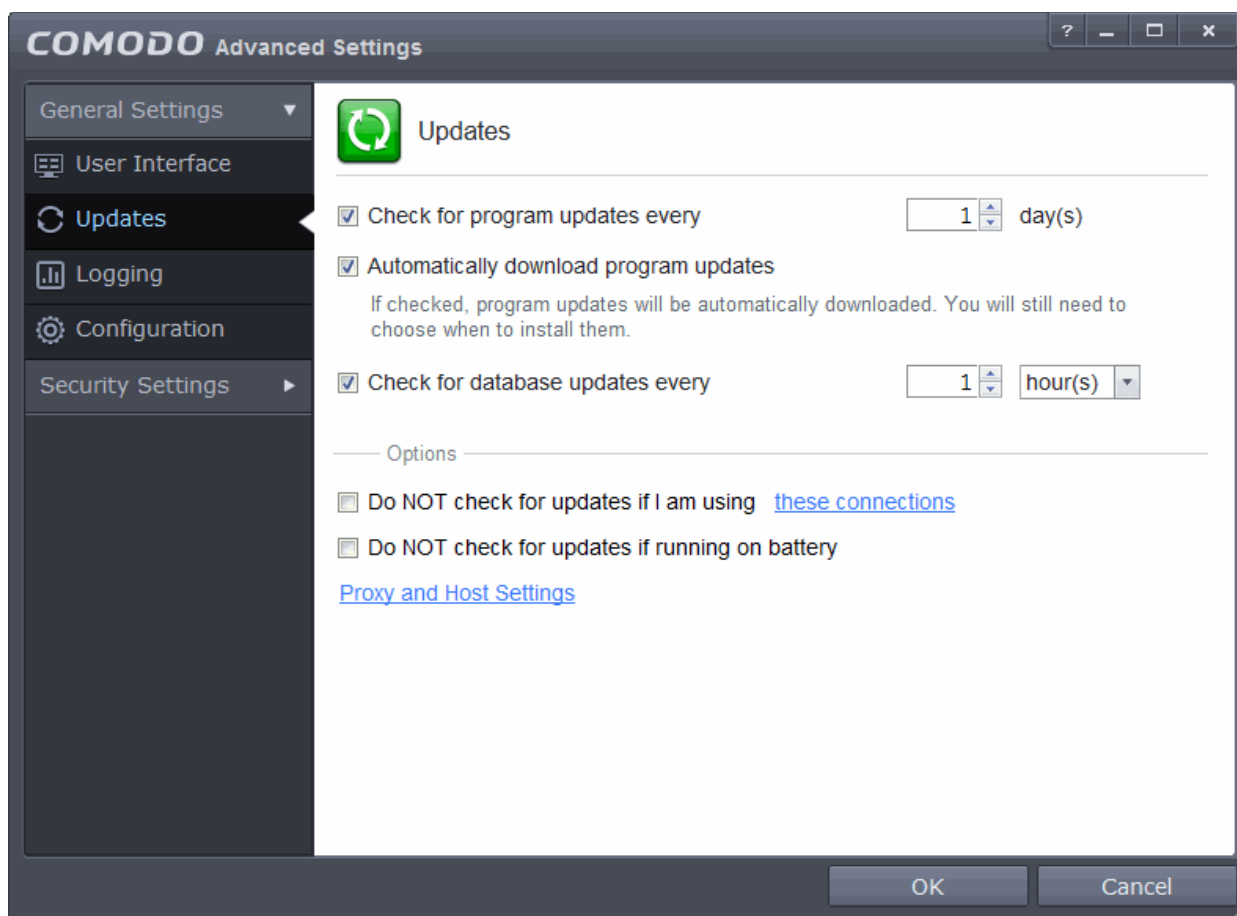 COMODO Advanced Settings
?
General Settings
User Interface
Updates
Logging
Configuration
Security Settings
Updates
Check for program updates every 1 day(s)
Automatically download program updates
If checked, program updates will be automatically downloaded. You will still need to
choose when to install them.
Check for database updates every 1 hour(s)
Options
Do NOT check for updates if I am using these connections
Do NOT check for updates if running on battery
Proxy and Host Settings
OK Cancel